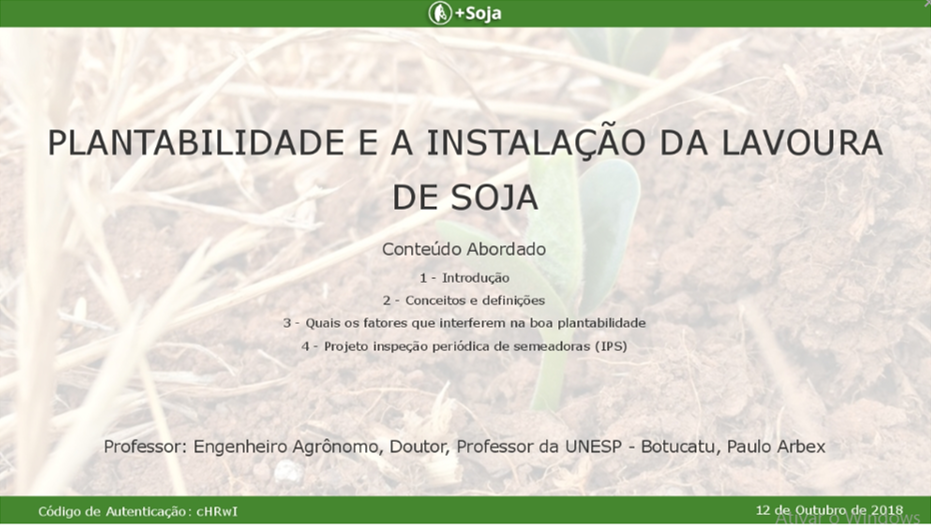 +Soja
PLANTABILIDADE E A INSTALAÇÃO DA LAVOURA
DE SOJA
Conteúdo Abordado
1 - Introdução
2 - Conceitos e definições
3 - Quais os fatores que interferem na boa plantabilidade
4 - Projeto inspeção periódica de semeadoras (IPS)
Professor: Engenheiro Agrônomo, Doutor, Professor da UNESP - Botucatu, Paulo Arbex
Código de Autenticação: cHRwI
12 de Outubro de 2018
Ativar o Windows